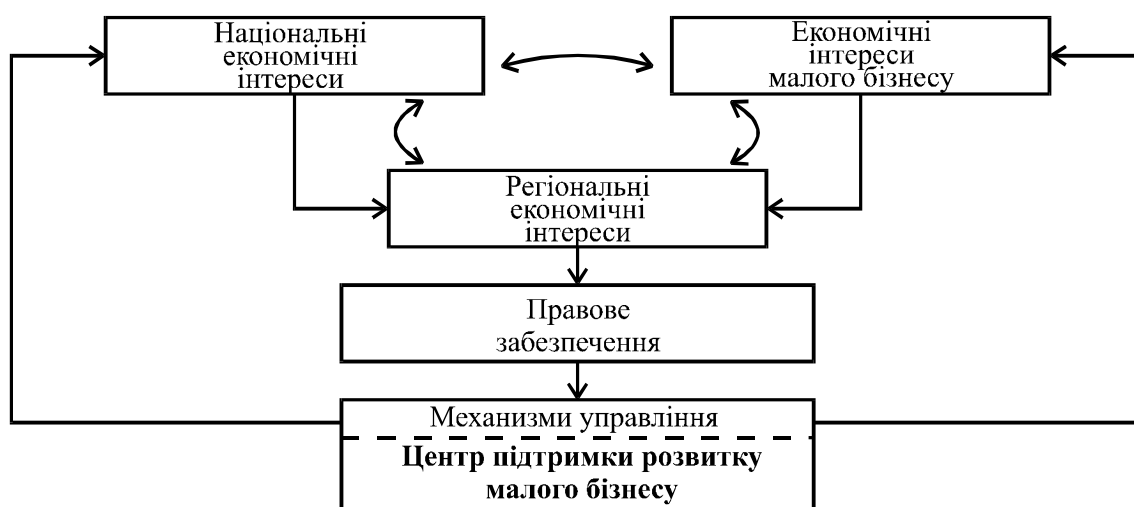 Національні
економічні
інтереси
Економічні
інтереси
малого бізнесу
Регіональні
економічні
інтереси
Правове
забезпечення
Механизми управління
Центр підтримки розвитку
малого бізнесу